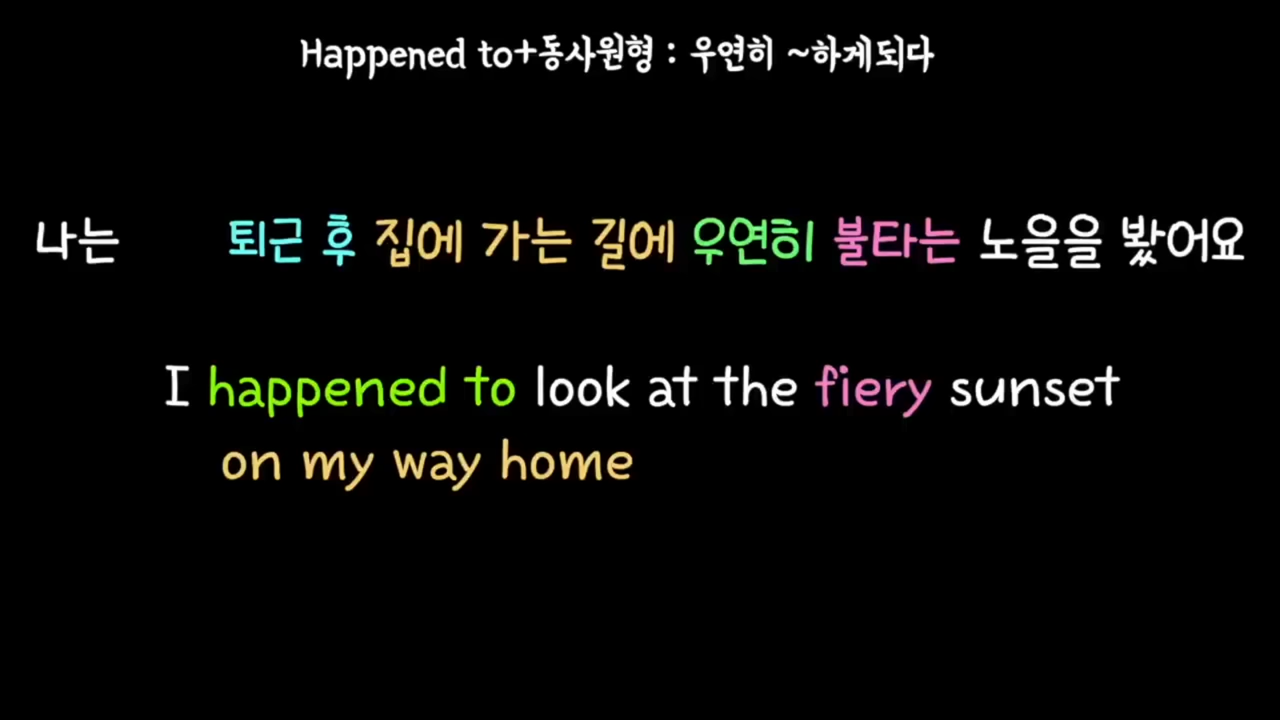 Happened to+동사원형 : 우연히 ~하게되다
나는 퇴근 후 집에 가는 길에 우연히 불타는 노을을 봤어요
I happened to look at the fiery sunset
on my way home